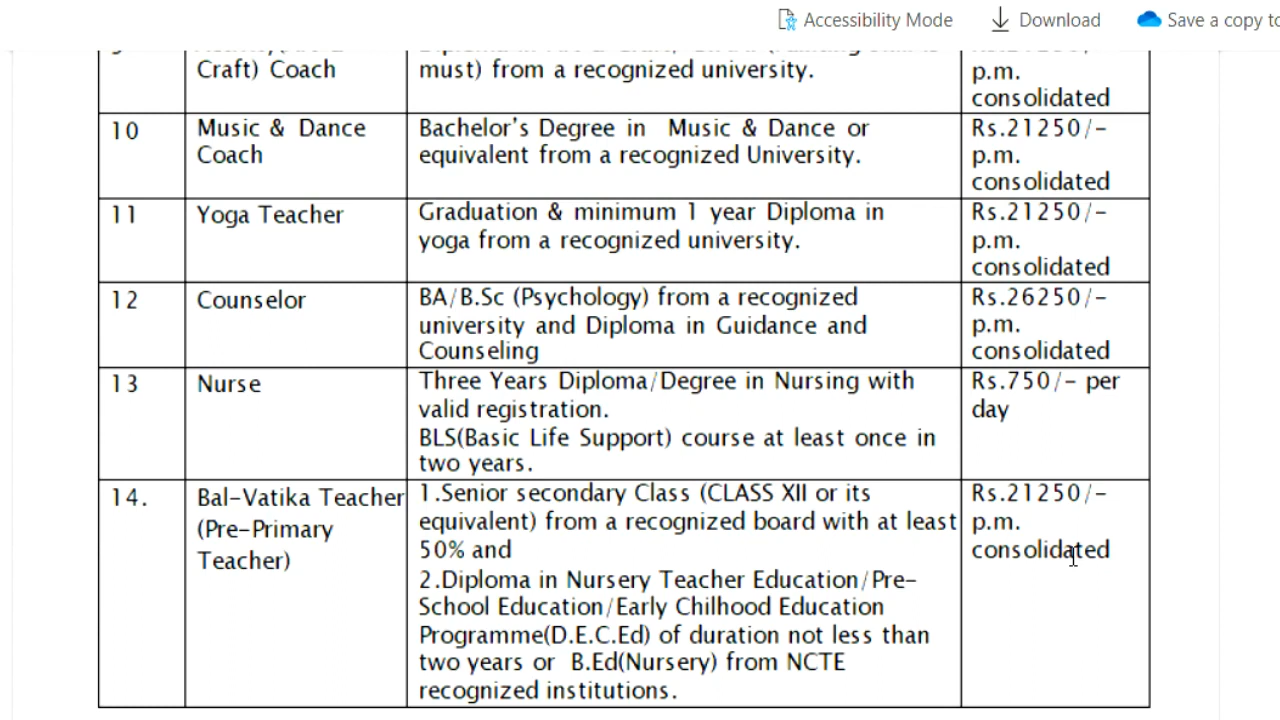 Accessibility Mode Download Save a copy to
Craft) Coach
must) from a recognized university.
p.m.
consolidated
10
Music & Dance
Coach
Bachelor's Degree in Music & Dance or
equivalent from a recognized University.
Rs.21250/-
p.m.
consolidated
11
Yoga Teacher
Graduation & minimum 1 year Diploma in
yoga from a recognized university.
Rs.21250/-
p.m.
consolidated
12
Counselor
BA/B.Sc (Psychology) from a recognized
university and Diploma in Guidance and
Counseling
Rs.26250/-
p.m.
consolidated
13
Nurse
Three Years Diploma/Degree in Nursing with
valid registration.
BLS(Basic Life Support) course at least once in
two years.
Rs.750/- per
day
14.
Bal-Vatika Teacher
(Pre-Primary
Teacher)
1.Senior secondary Class (CLASS XII or its
equivalent) from a recognized board with at least
50% and
2.Diploma in Nursery Teacher Education/Pre-
School Education/Early Chilhood Education
Programme(D.E.C.Ed) of duration not less than
two years or B.Ed(Nursery) from NCTE
recognized institutions.
Rs.21250/-
p.m.
consolidated